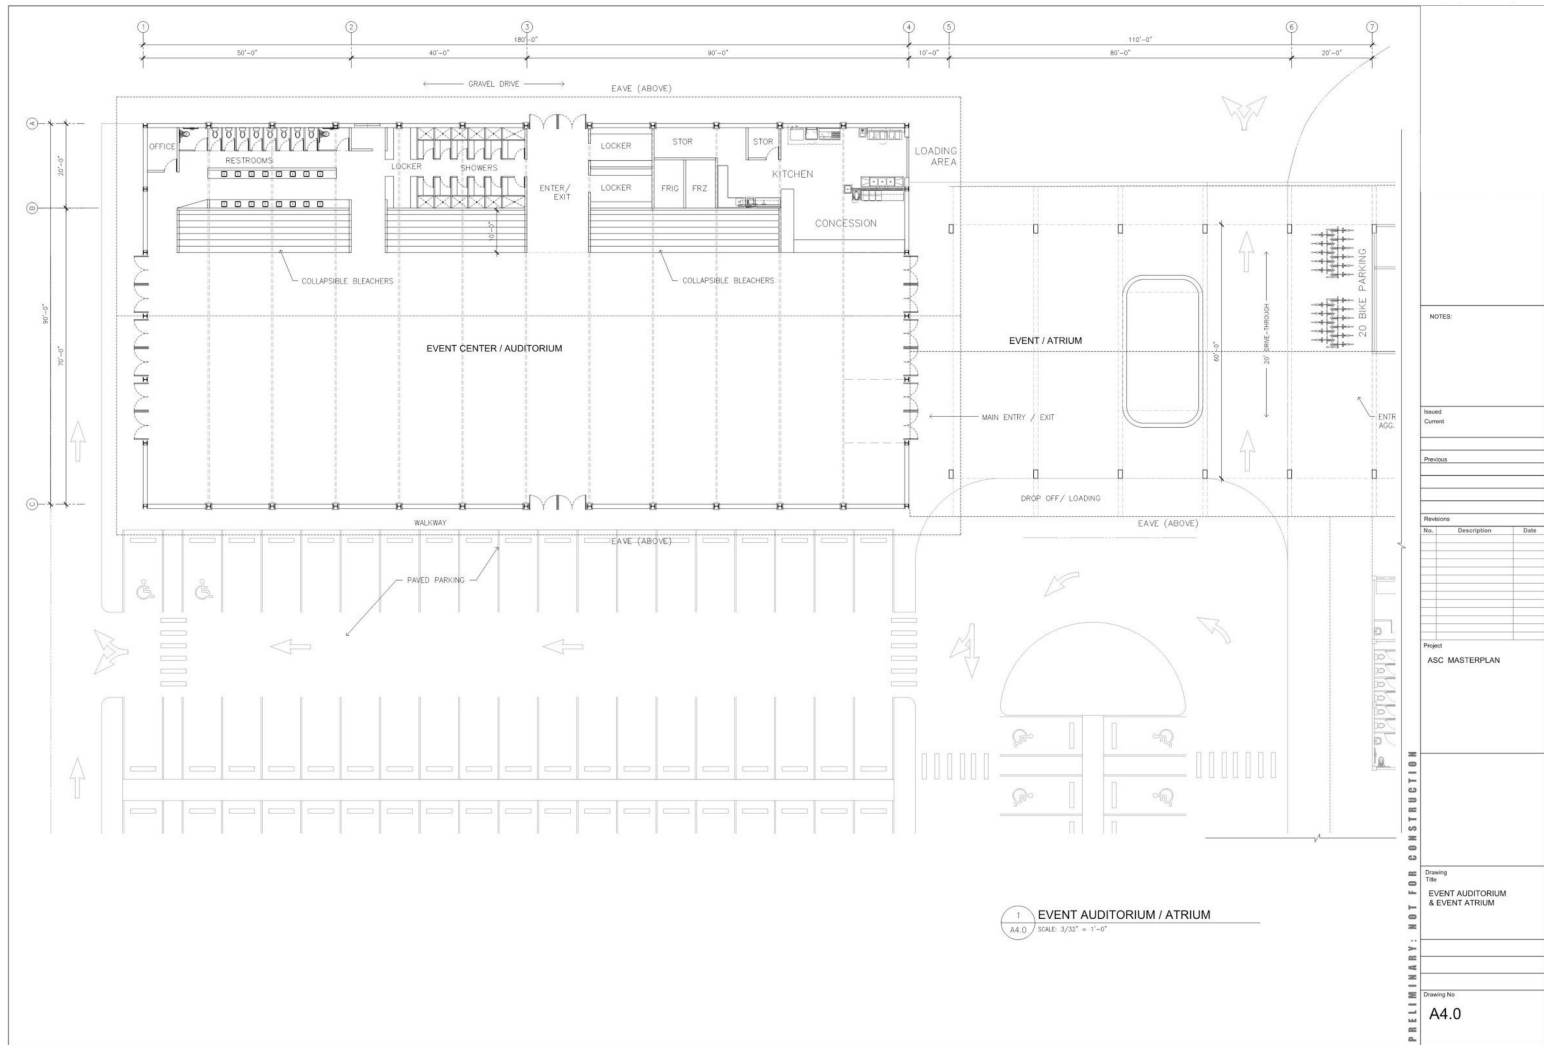 1
2
3
4
5
6
7
180'-0"
110'-0"
50'-0"
40'-0"
90'-0"
10'-0"
80'-0"
20'-0"
GRAVEL DRIVE
EAVE (ABOVE)
A
B
C
20'-0"
90'-0"
70'-0"
OFFICE
RESTROOMS
LOCKER
SHOWERS
ENTER/
EXIT
LOCKER
LOCKER
STOR
STOR
FRIG
FRZ
KITCHEN
CONCESSION
LOADING
AREA
10'-0"
COLLAPSIBLE BLEACHERS
COLLAPSIBLE BLEACHERS
EVENT CENTER / AUDITORIUM
EVENT / ATRIUM
60'-0"
20' DRIVE-THROUGH
20 BIKE PARKING
MAIN ENTRY / EXIT
ENTR
AGG.
DROP OFF/ LOADING
WALKWAY
EAVE (ABOVE)
EAVE (ABOVE)
PAVED PARKING
1
A4.0
EVENT AUDITORIUM / ATRIUM
SCALE: 3/32" = 1'-0"
PRELIMINARY: NOT FOR CONSTRUCTION
NOTES:
Issued
Current
Previous
Revisions
No. Description Date
Project
ASC MASTERPLAN
Drawing
Title
EVENT AUDITORIUM
& EVENT ATRIUM
Drawing No
A4.0